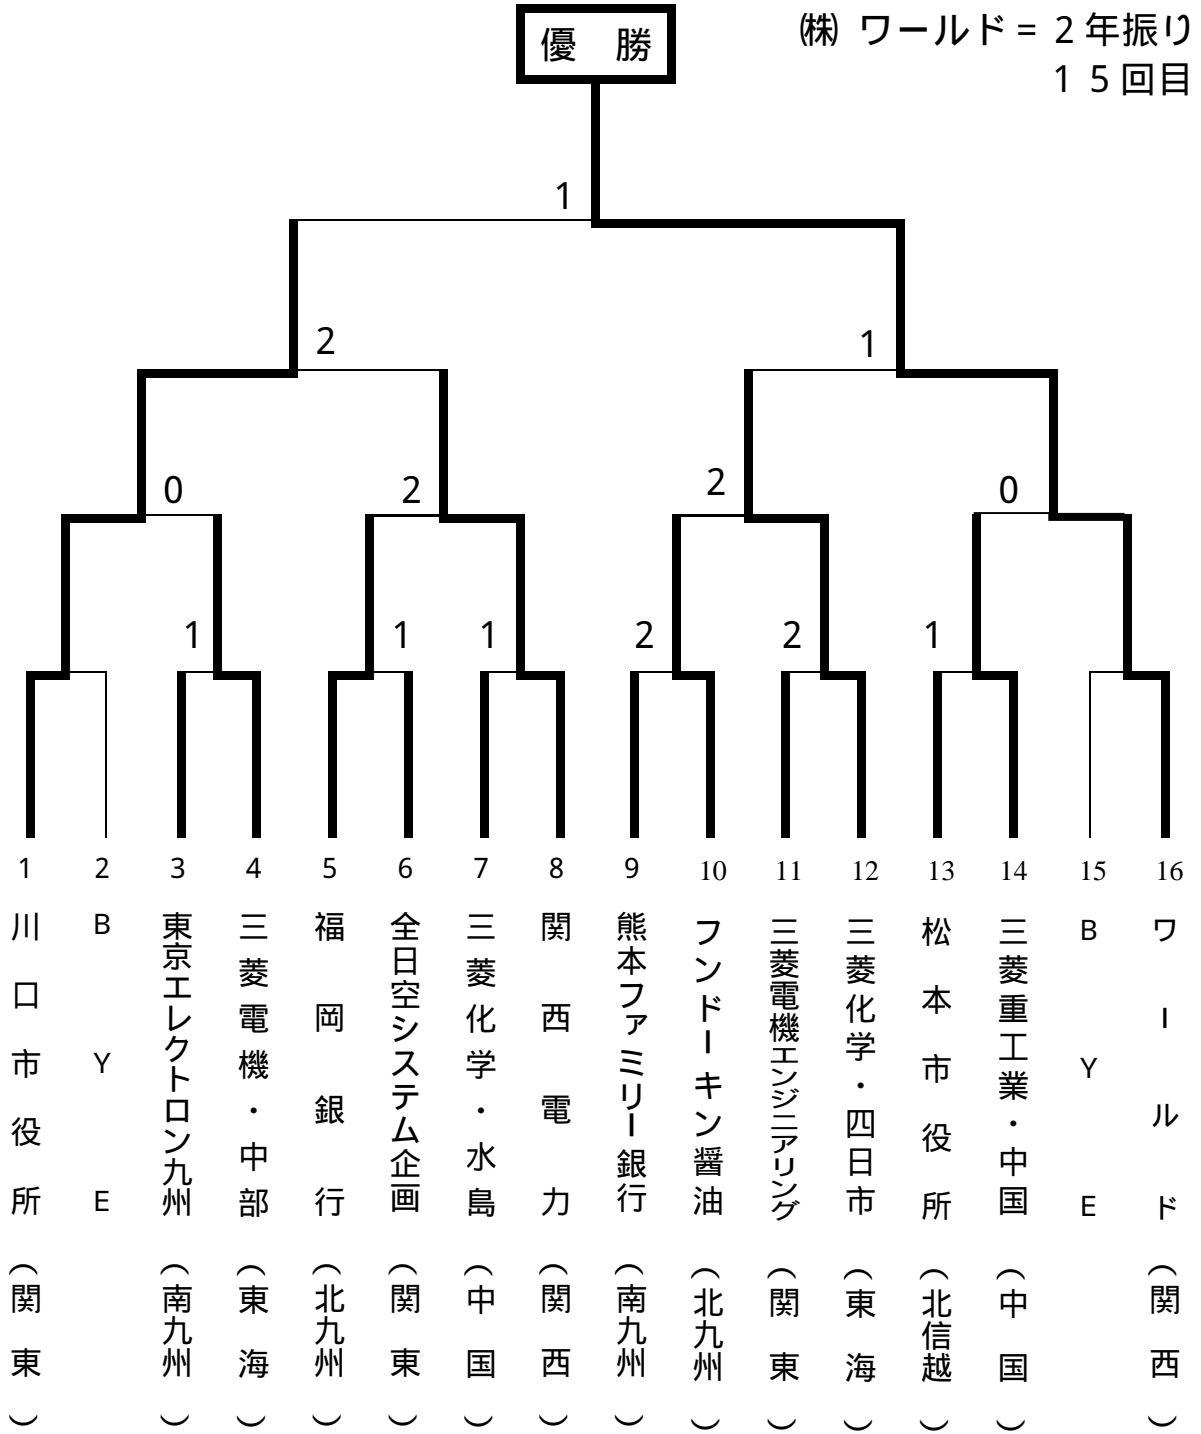 優　勝
㈱ ワールド = 2 年振り
1 5 回目
1
2 1
0 2 2 0
1 1 1 2 2 1
1 2 3 4 5 6 7 8 9 10 11 12 13 14 15 16
川口市役所（関東）
BYE
東京エレクトロン九州（南九州）
三菱電機・中部（東海）
福岡銀行（北九州）
全日空システム企画（関東）
三菱化学・水島（中国）
関西電力（関西）
熊本ファミリー銀行（南九州）
フンドーキン醤油（北九州）
三菱電機エンジニアリング（関東）
三菱化学・四日市（東海）
松本市役所（北信越）
三菱重工業・中国（中国）
BYE
ワールド（関西）